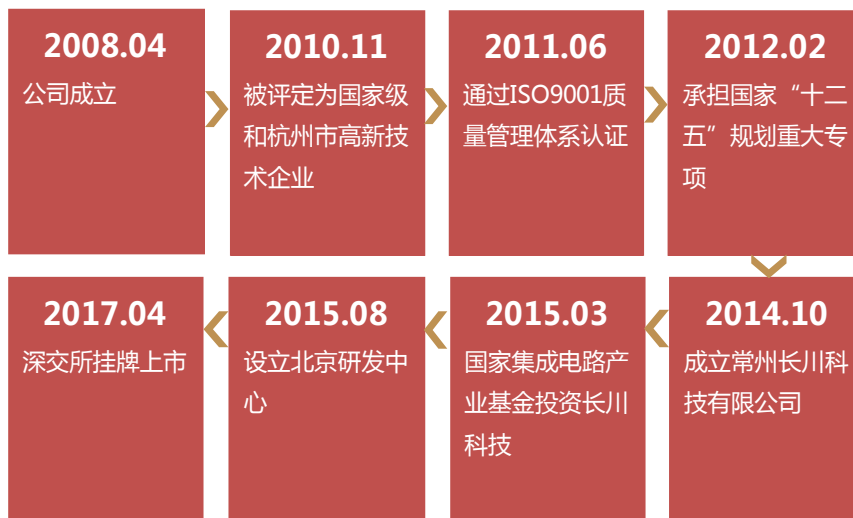 2008.04
公司成立
2010.11
被评定为国家级
和杭州市高新技
术企业
2011.06
通过ISO9001质
量管理体系认证
2012.02
承担国家“十二
五”规划重大专
项
2014.10
成立常州长川科
技有限公司
2015.03
国家集成电路产
业基金投资长川
科技
2015.08
设立北京研发中
心
2017.04
深交所挂牌上市